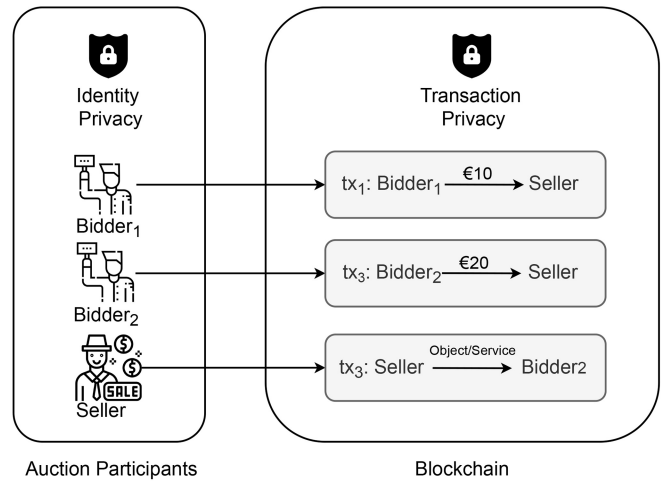 Identity
Privacy
Transaction
Privacy
Bidder₁
tx₁: Bidder₁ €10 Seller
Bidder₂
tx₃: Bidder₂ €20 Seller
$
$
SALE
Seller
tx₃: Seller Object/Service Bidder2
Auction Participants
Blockchain